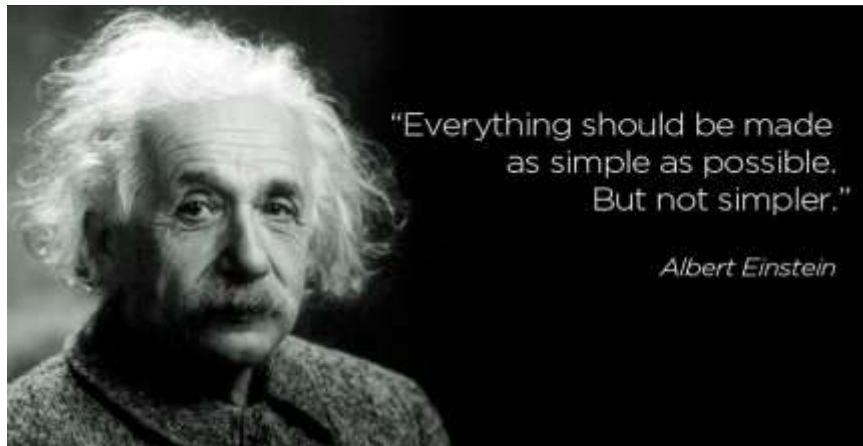 “Everything should be made
as simple as possible.
But not simpler.”
Albert Einstein